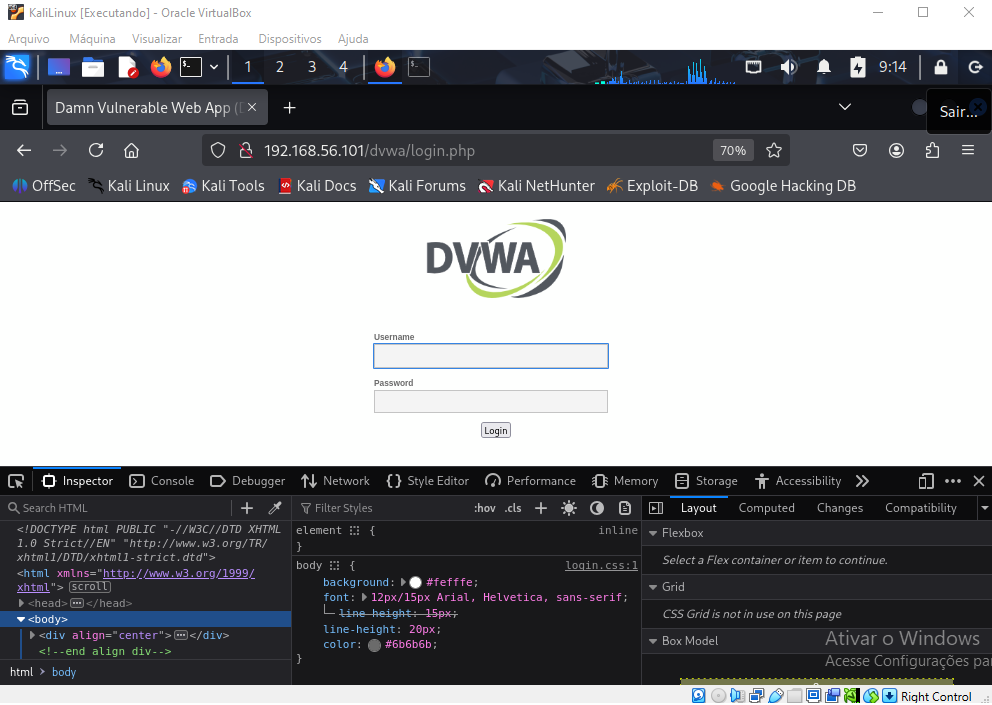 KaliLinux [Executando] - Oracle VirtualBox
Arquivo Máquina Visualizar Entrada Dispositivos Ajuda
1 2 3 4 9:14
Damn Vulnerable Web App (
Sair...
192.168.56.101/dvwa/login.php 70%
OffSec Kali Linux Kali Tools Kali Docs Kali Forums Kali NetHunter Exploit-DB Google Hacking DB
DVWA
Username
Password
Login
Inspector Console Debugger Network Style Editor Performance Memory Storage Accessibility
Search HTML Filter Styles :hov .cls Layout Computed Changes Compatibility
<!DOCTYPE html PUBLIC "-//W3C//DTD XHTML
1.0 Strict//EN" "http://www.w3.org/TR/
xhtml1/DTD/xhtml1-strict.dtd">
<html xmlns="http://www.w3.org/1999/
xhtml"> scroll
<head> ... </head>
<body>
<div align="center"> ... </div>
<!--end align div-->
html > body
element { inline
}
body { login.css:1
background: #fefffe;
font: 12px/15px Arial, Helvetica, sans-serif;
line-height: 15px;
line-height: 20px;
color: #6b6b6b;
}
Flexbox
Select a Flex container or item to continue.
Grid
CSS Grid is not in use on this page
Box Model
Ativar o Windows
Acesse Configurações
Right Control